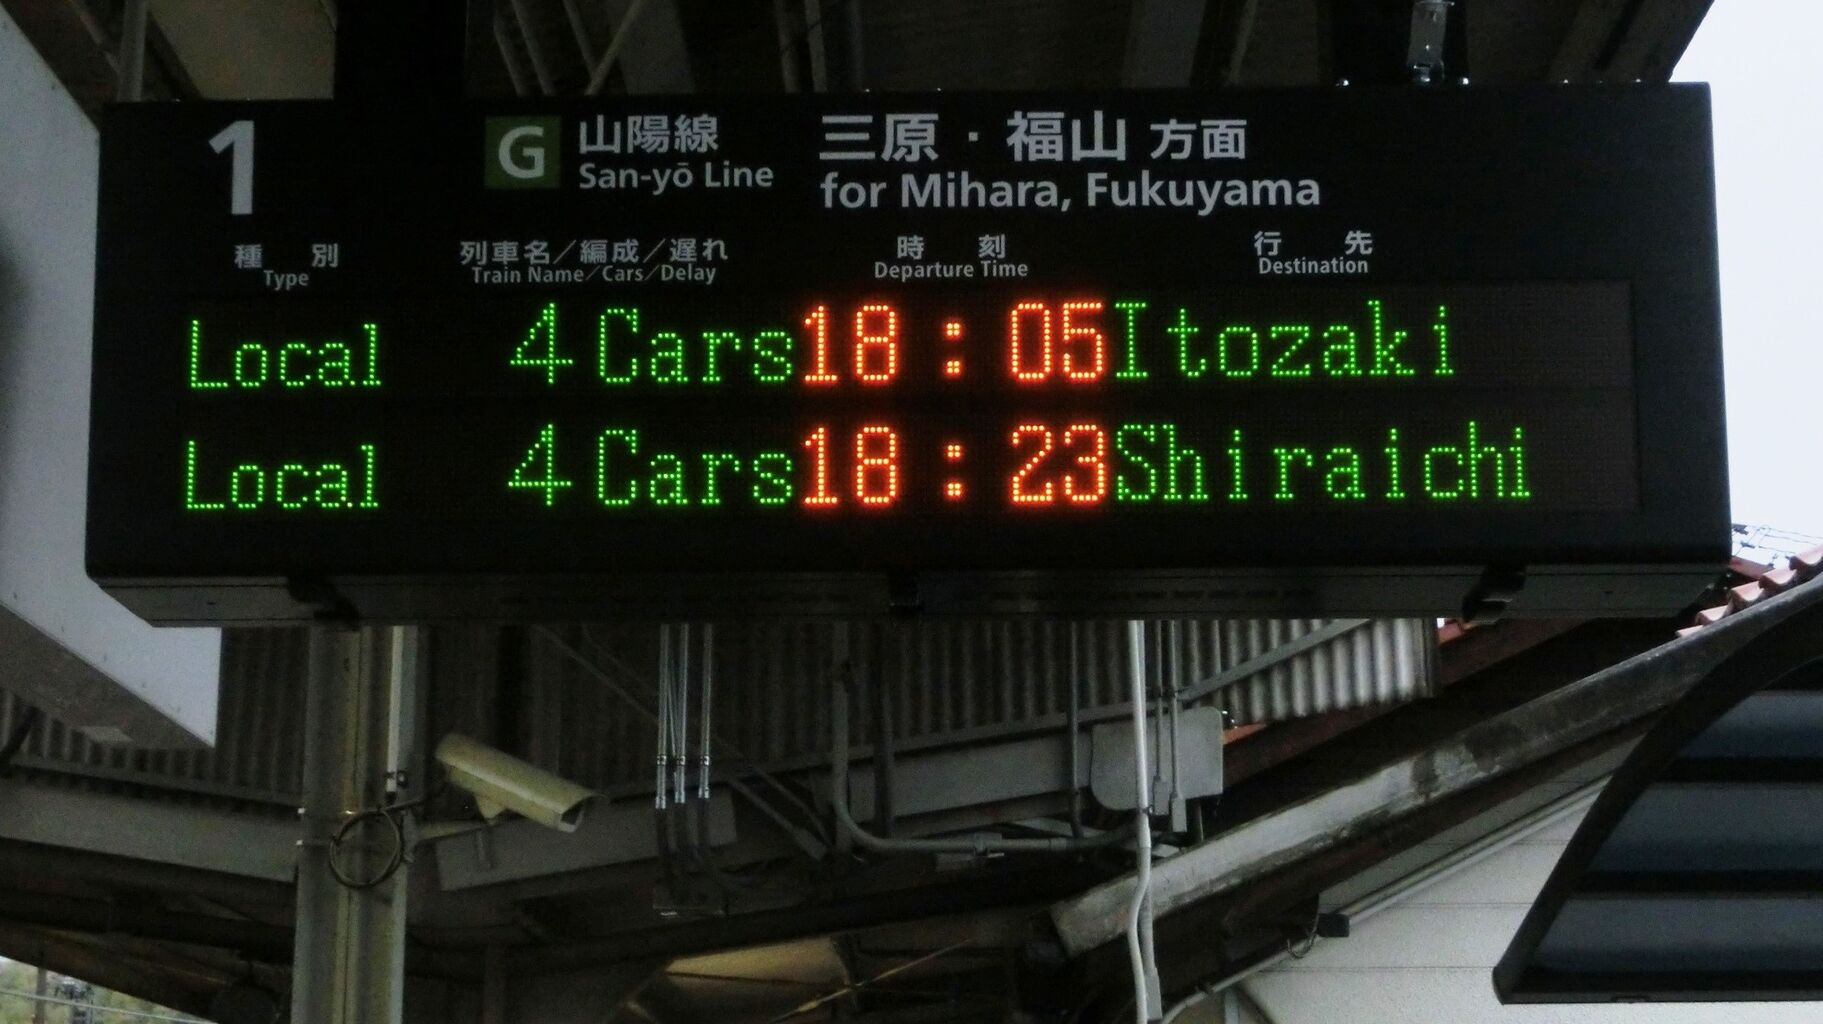 1 G 山陽線 三原・福山 方面
San-yō Line for Mihara, Fukuyama
種別 列車名／編成／遅れ 時刻 行先
Type Train Name／Cars／Delay Departure Time Destination
Local 4 Cars 18:05 Itozaki
Local 4 Cars 18:23 Shiraichi